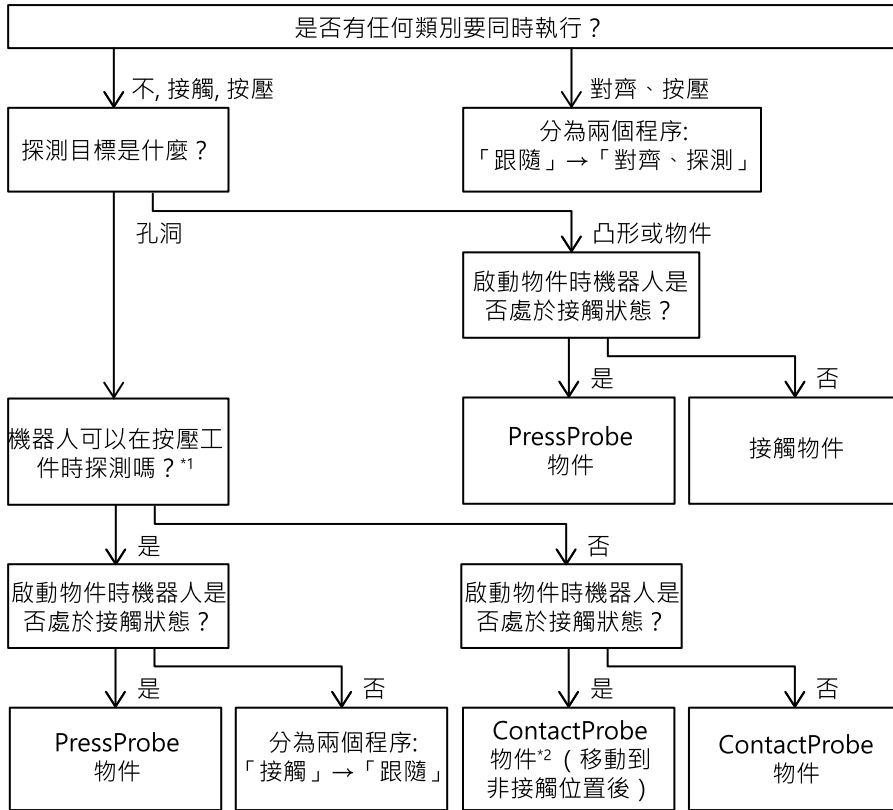 是否有任何類別要同時執行？
不, 接觸, 按壓
對齊、按壓
探測目標是什麼？
分為兩個程序:
「跟隨」→「對齊、探測」
孔洞
凸形或物件
啟動物件時機器人是
否處於接觸狀態？
是
否
機器人可以在按壓工
件時探測嗎？*1
PressProbe
物件
接觸物件
是
否
啟動物件時機器人是
否處於接觸狀態？
啟動物件時機器人是
否處於接觸狀態？
是
否
是
否
PressProbe
物件
分為兩個程序:
「接觸」→「跟隨」
ContactProbe
物件*2（移動到
非接觸位置後）
ContactProbe
物件